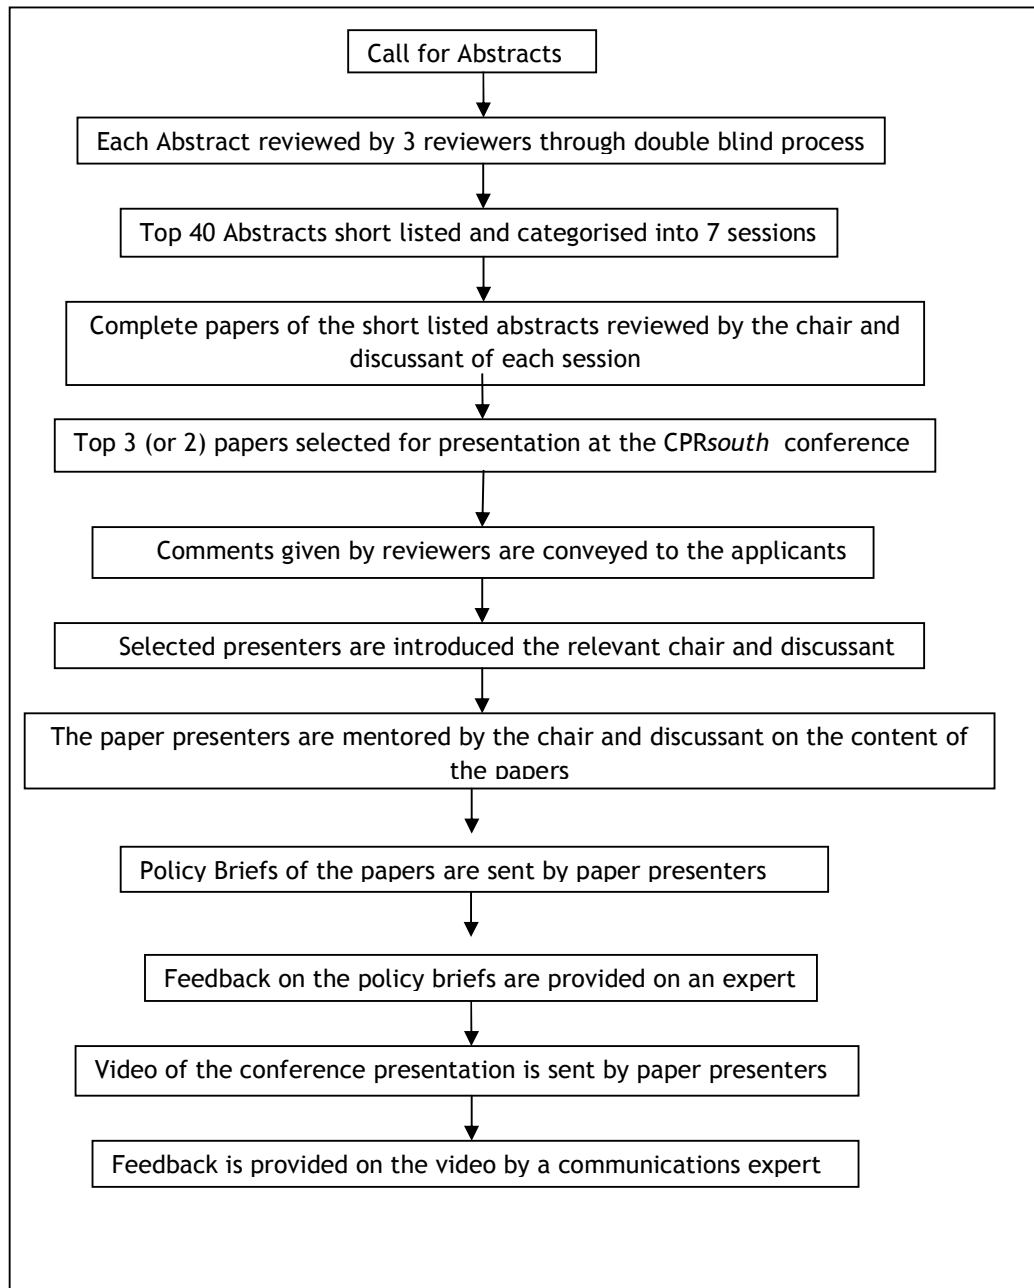 Call for Abstracts
Each Abstract reviewed by 3 reviewers through double blind process
Top 40 Abstracts short listed and categorised into 7 sessions
Complete papers of the short listed abstracts reviewed by the chair and
discussant of each session
Top 3 (or 2) papers selected for presentation at the CPRsouth conference
Comments given by reviewers are conveyed to the applicants
Selected presenters are introduced the relevant chair and discussant
The paper presenters are mentored by the chair and discussant on the content of
the papers
Policy Briefs of the papers are sent by paper presenters
Feedback on the policy briefs are provided on an expert
Video of the conference presentation is sent by paper presenters
Feedback is provided on the video by a communications expert